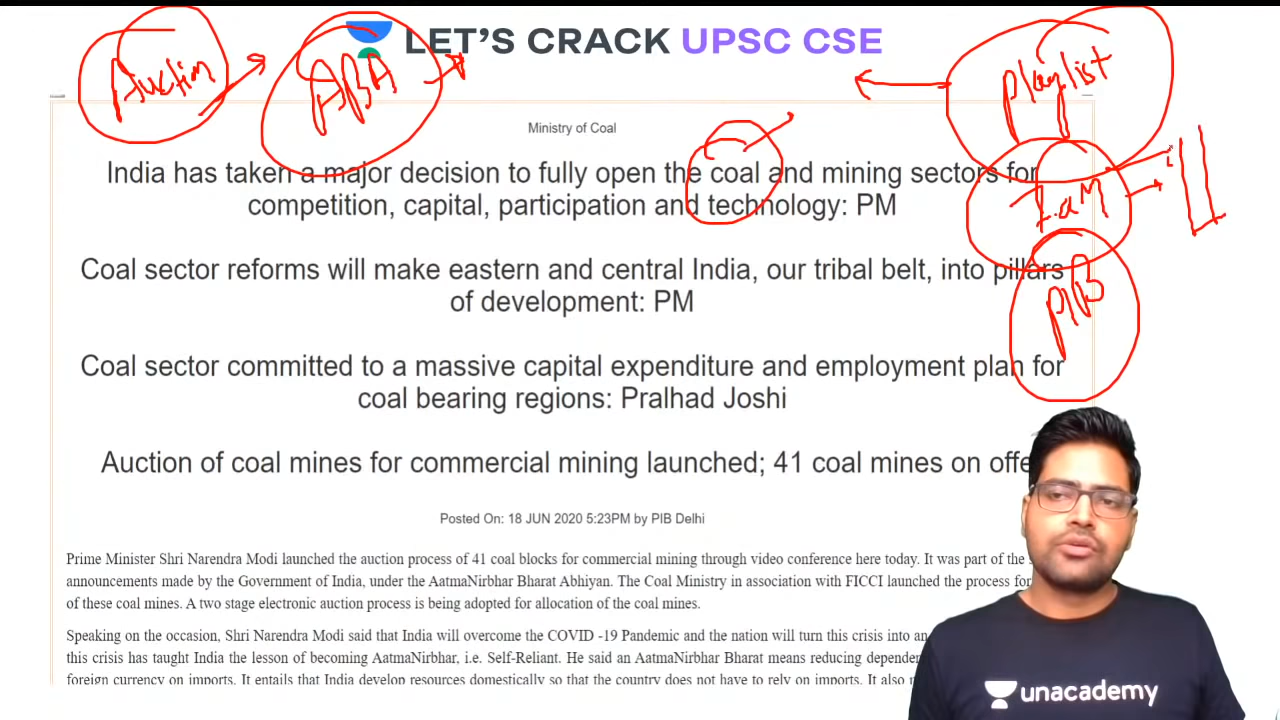 LET'S CRACK UPSC CSE
Auction
ABA
Playlist
Ministry of Coal
India has taken a major decision to fully open the coal and mining sectors for
competition, capital, participation and technology: PM
I.aM
Coal sector reforms will make eastern and central India, our tribal belt, into pillars
of development: PM
PIB
Coal sector committed to a massive capital expenditure and employment plan for
coal bearing regions: Pralhad Joshi
Auction of coal mines for commercial mining launched; 41 coal mines on offe
Posted On: 18 JUN 2020 5:23PM by PIB Delhi
Prime Minister Shri Narendra Modi launched the auction process of 41 coal blocks for commercial mining through video conference here today. It was part of the
announcements made by the Government of India, under the AatmaNirbhar Bharat Abhiyan. The Coal Ministry in association with FICCI launched the process for
of these coal mines. A two stage electronic auction process is being adopted for allocation of the coal mines.
Speaking on the occasion, Shri Narendra Modi said that India will overcome the COVID -19 Pandemic and the nation will turn this crisis into an
this crisis has taught India the lesson of becoming AatmaNirbhar, i.e. Self-Reliant. He said an AatmaNirbhar Bharat means reducing depende
foreign currency on imports. It entails that India develop resources domestically so that the country does not have to rely on imports. It also
unacademy